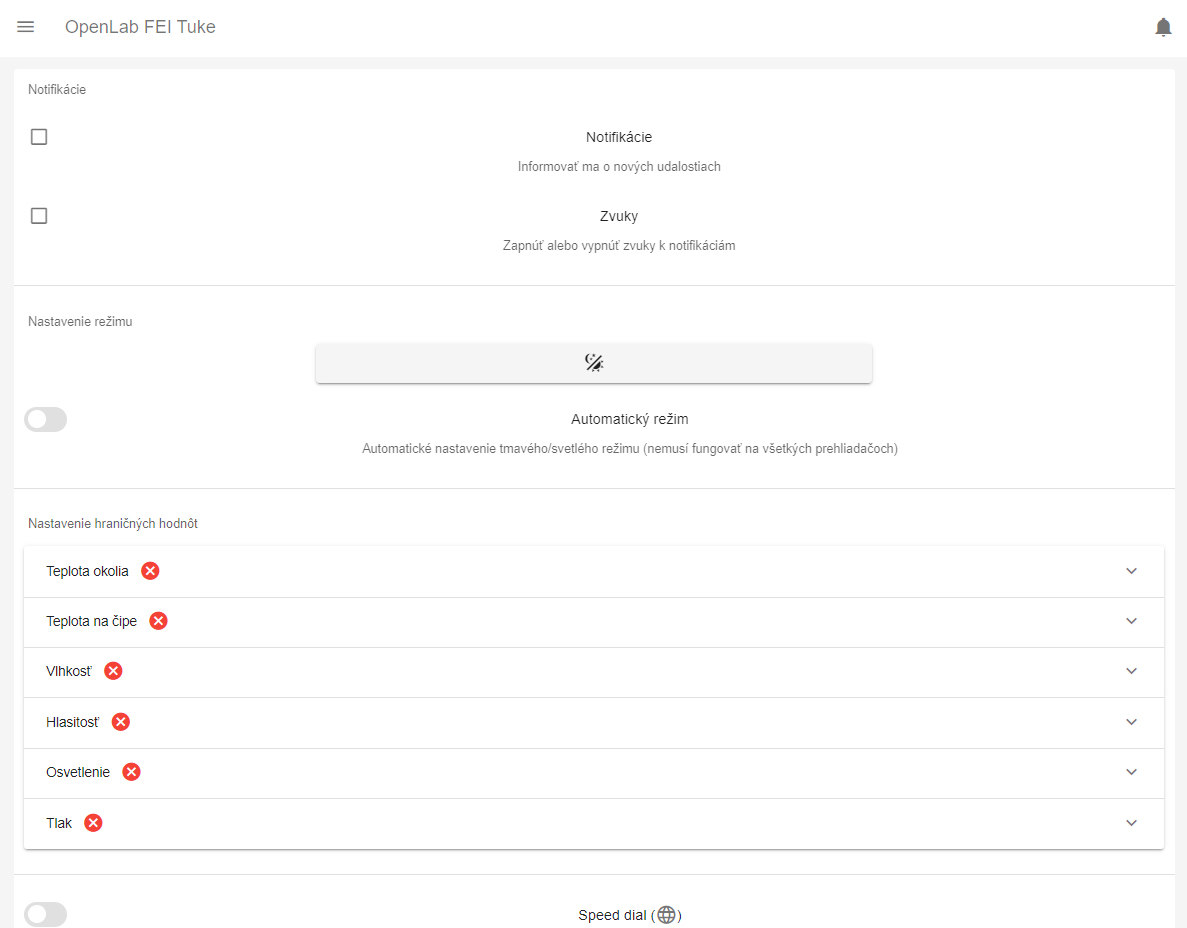 OpenLab FEI Tuke
Notifikácie
Notifikácie
Informovať ma o nových udalostiach
Zvuky
Zapnúť alebo vypnúť zvuky k notifikáciám
Nastavenie režimu
Automatický režim
Automatické nastavenie tmavého/svetlého režimu (nemusí fungovať na všetkých prehliadačoch)
Nastavenie hraničných hodnôt
Teplota okolia
Teplota na čipe
Vlhkosť
Hlasitosť
Osvetlenie
Tlak
Speed dial ( )